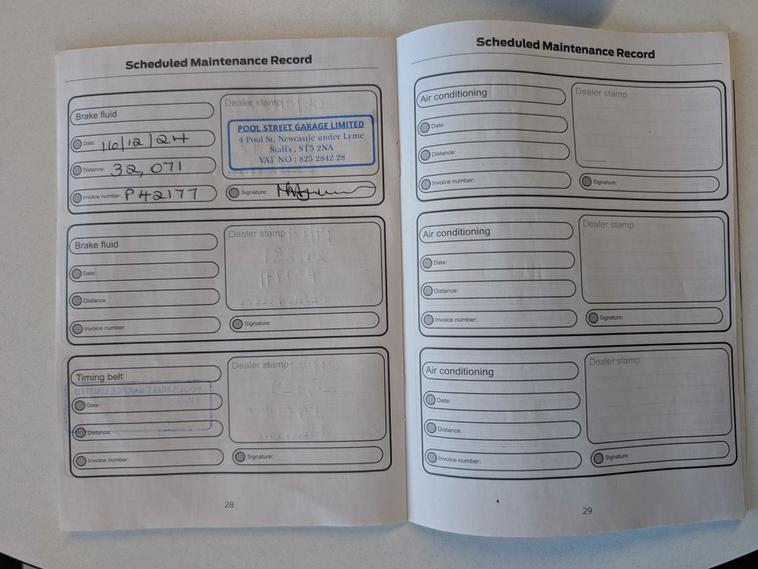 Scheduled Maintenance Record
Brake fluid
Date: 16/12/24
Distance: 32,071
Invoice number: P42177
Dealer stamp
POOL STREET GARAGE LIMITED
4 Pool St, Newcastle under Lyme
Staffs, ST5 2NA
VAT NO : 825 2842 28
Signature:
Brake fluid
Date:
Distance:
Invoice number:
Dealer stamp
Signature:
Timing belt
Date:
Distance:
Invoice number:
Dealer stamp
Signature:
28
Scheduled Maintenance Record
Air conditioning
Date:
Distance:
Invoice number:
Dealer stamp
Signature:
Air conditioning
Date:
Distance:
Invoice number:
Dealer stamp
Signature:
Air conditioning
Date:
Distance:
Invoice number:
Dealer stamp
Signature:
29